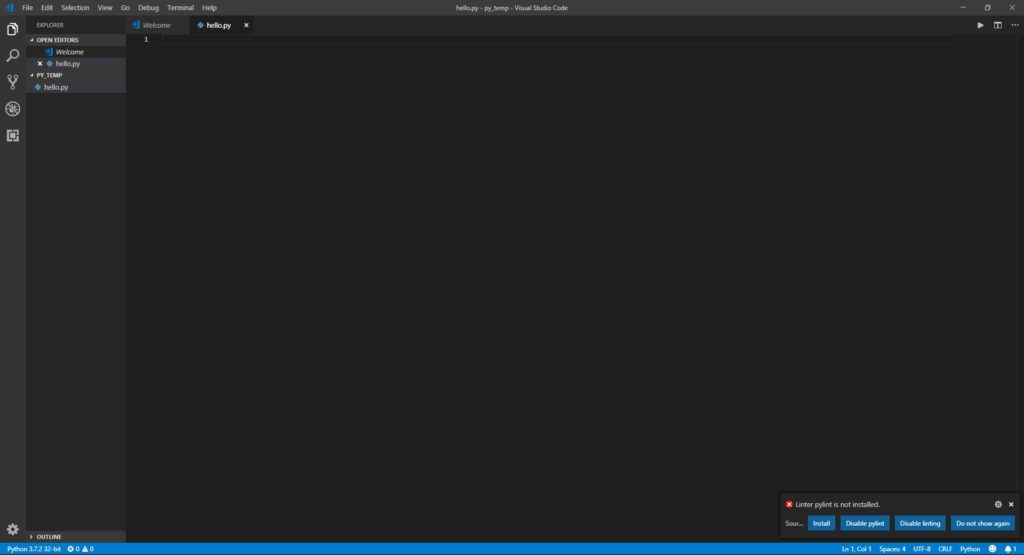 File Edit Selection View Go Debug Terminal Help
hello.py - py_temp - Visual Studio Code
EXPLORER
OPEN EDITORS
Welcome
hello.py
PY_TEMP
hello.py
OUTLINE
Welcome
hello.py
1
Linter pylint is not installed.
Sour...
Install
Disable pylint
Disable linting
Do not show again
Python 3.7.2 32-bit 0 0
Ln 1, Col 1 Spaces: 4 UTF-8 CRLF Python 1